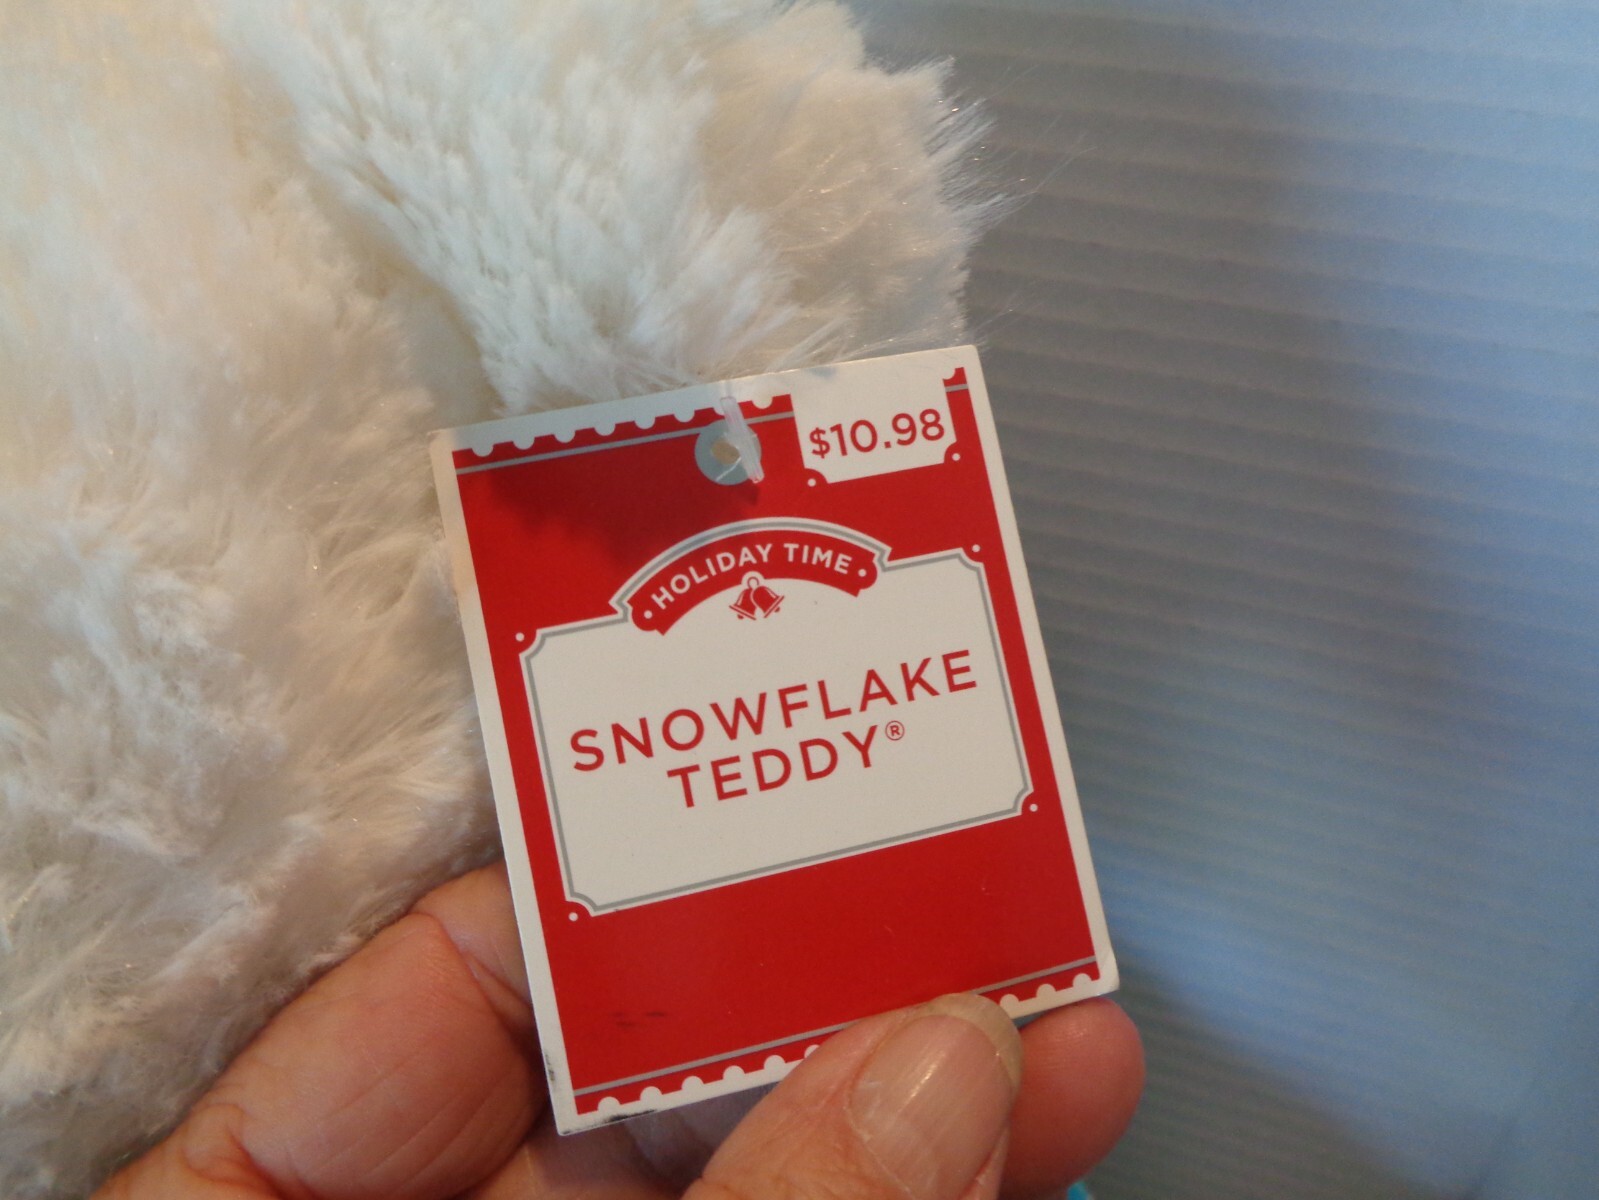 $10.98
HOLIDAY TIME
SNOWFLAKE
TEDDY®